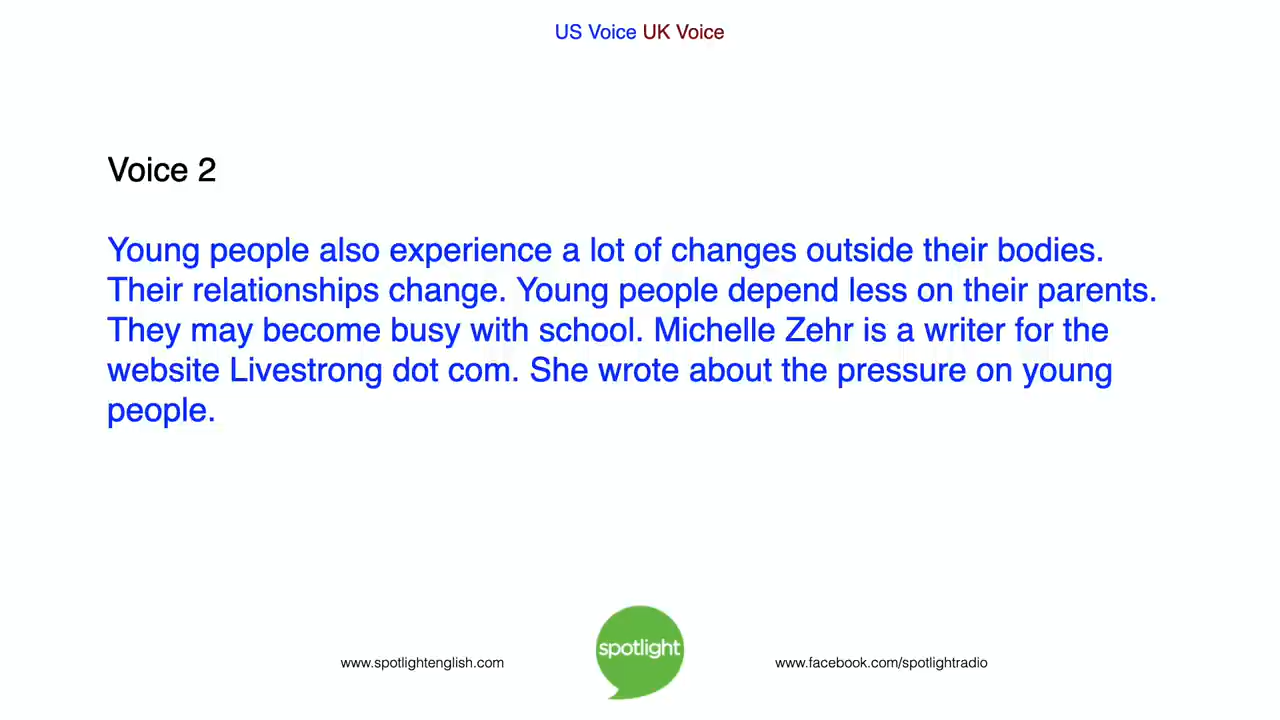 US Voice UK Voice
Voice 2
Young people also experience a lot of changes outside their bodies.
Their relationships change. Young people depend less on their parents.
They may become busy with school. Michelle Zehr is a writer for the
website Livestrong dot com. She wrote about the pressure on young
people.
spotlight
www.spotlightenglish.com
www.facebook.com/spotlightradio